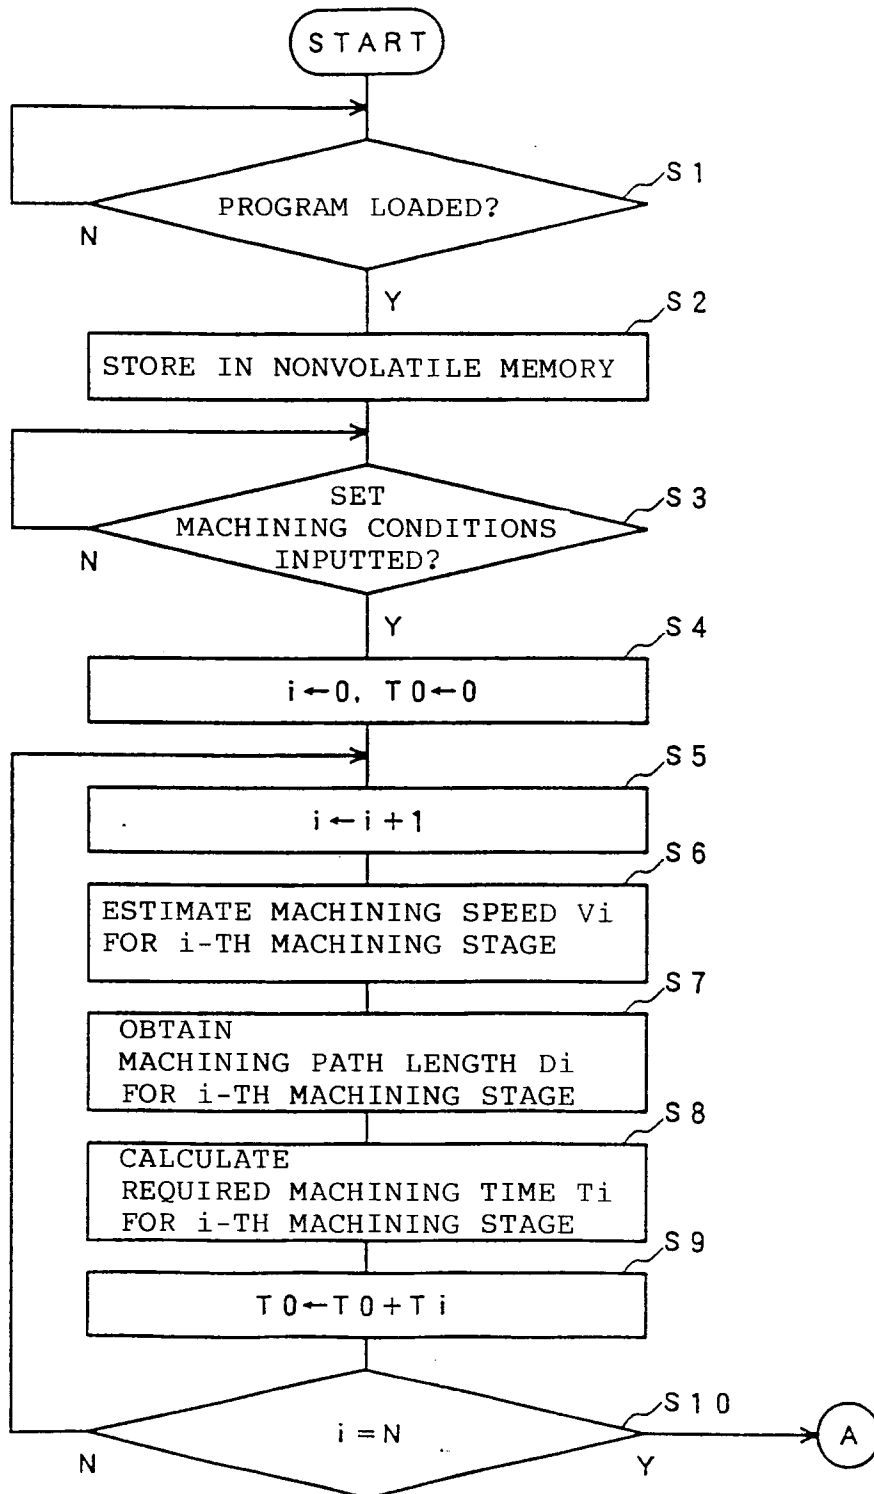 START
S1
PROGRAM LOADED?
N
Y
S2
STORE IN NONVOLATILE MEMORY
SET
S3
MACHINING CONDITIONS
INPUTTED?
N
Y
S4
i←0, T0←0
S5
i←i+1
S6
ESTIMATE MACHINING SPEED Vi
FOR i-TH MACHINING STAGE
S7
OBTAIN
MACHINING PATH LENGTH Di
FOR i-TH MACHINING STAGE
S8
CALCULATE
REQUIRED MACHINING TIME Ti
FOR i-TH MACHINING STAGE
S9
T0←T0+Ti
S10
i=N
A
N
Y